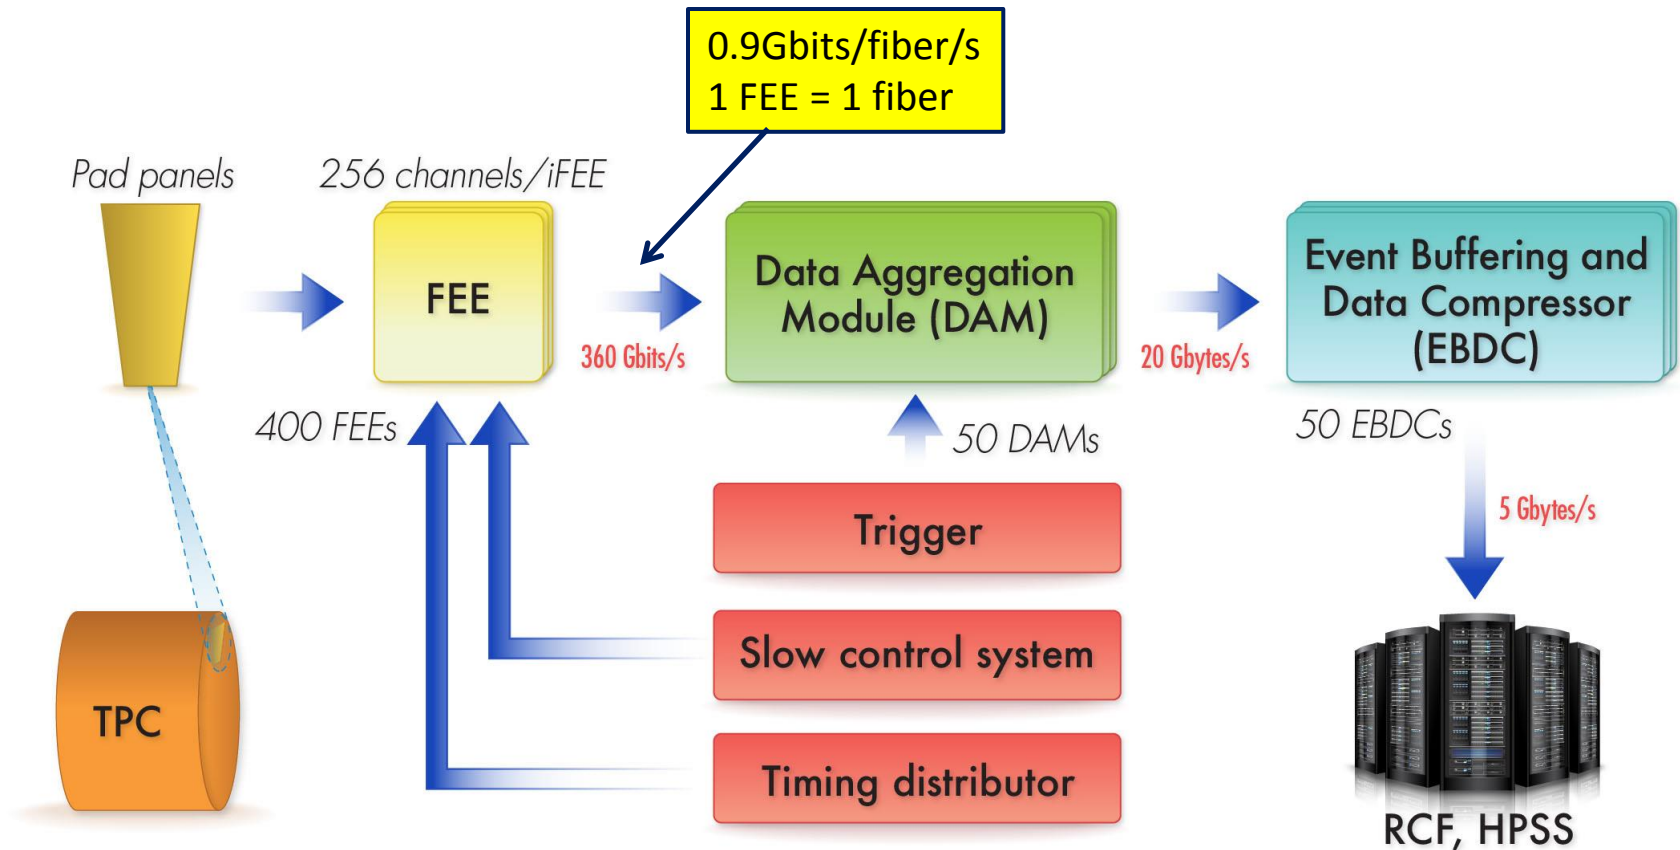 0.9Gbits/fiber/s
1 FEE = 1 fiber
Pad panels
256 channels/iFEE
FEE
Data Aggregation
Module (DAM)
Event Buffering and
Data Compressor
(EBDC)
360 Gbits/s
20 Gbytes/s
400 FEEs
50 DAMs
50 EBDCs
Trigger
5 Gbytes/s
Slow control system
TPC
Timing distributor
RCF, HPSS